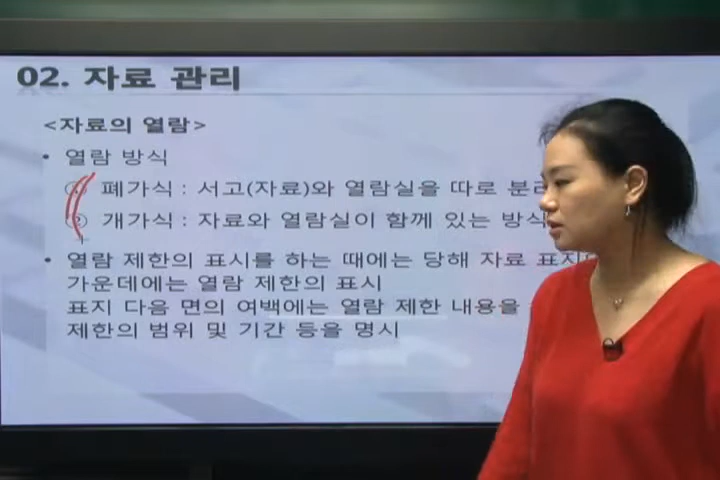 02. 자료 관리
<자료의 열람>
• 열람 방식
① 폐가식 : 서고(자료)와 열람실을 따로
② 개가식 : 자료와 열람실이 함께 있는 방식
• 열람 제한의 표시를 하는 때에는 당해 자료
가운데에는 열람 제한의 표시
표지 다음 면의 여백에는 열람 제한 내용을
제한의 범위 및 기간 등을 명시